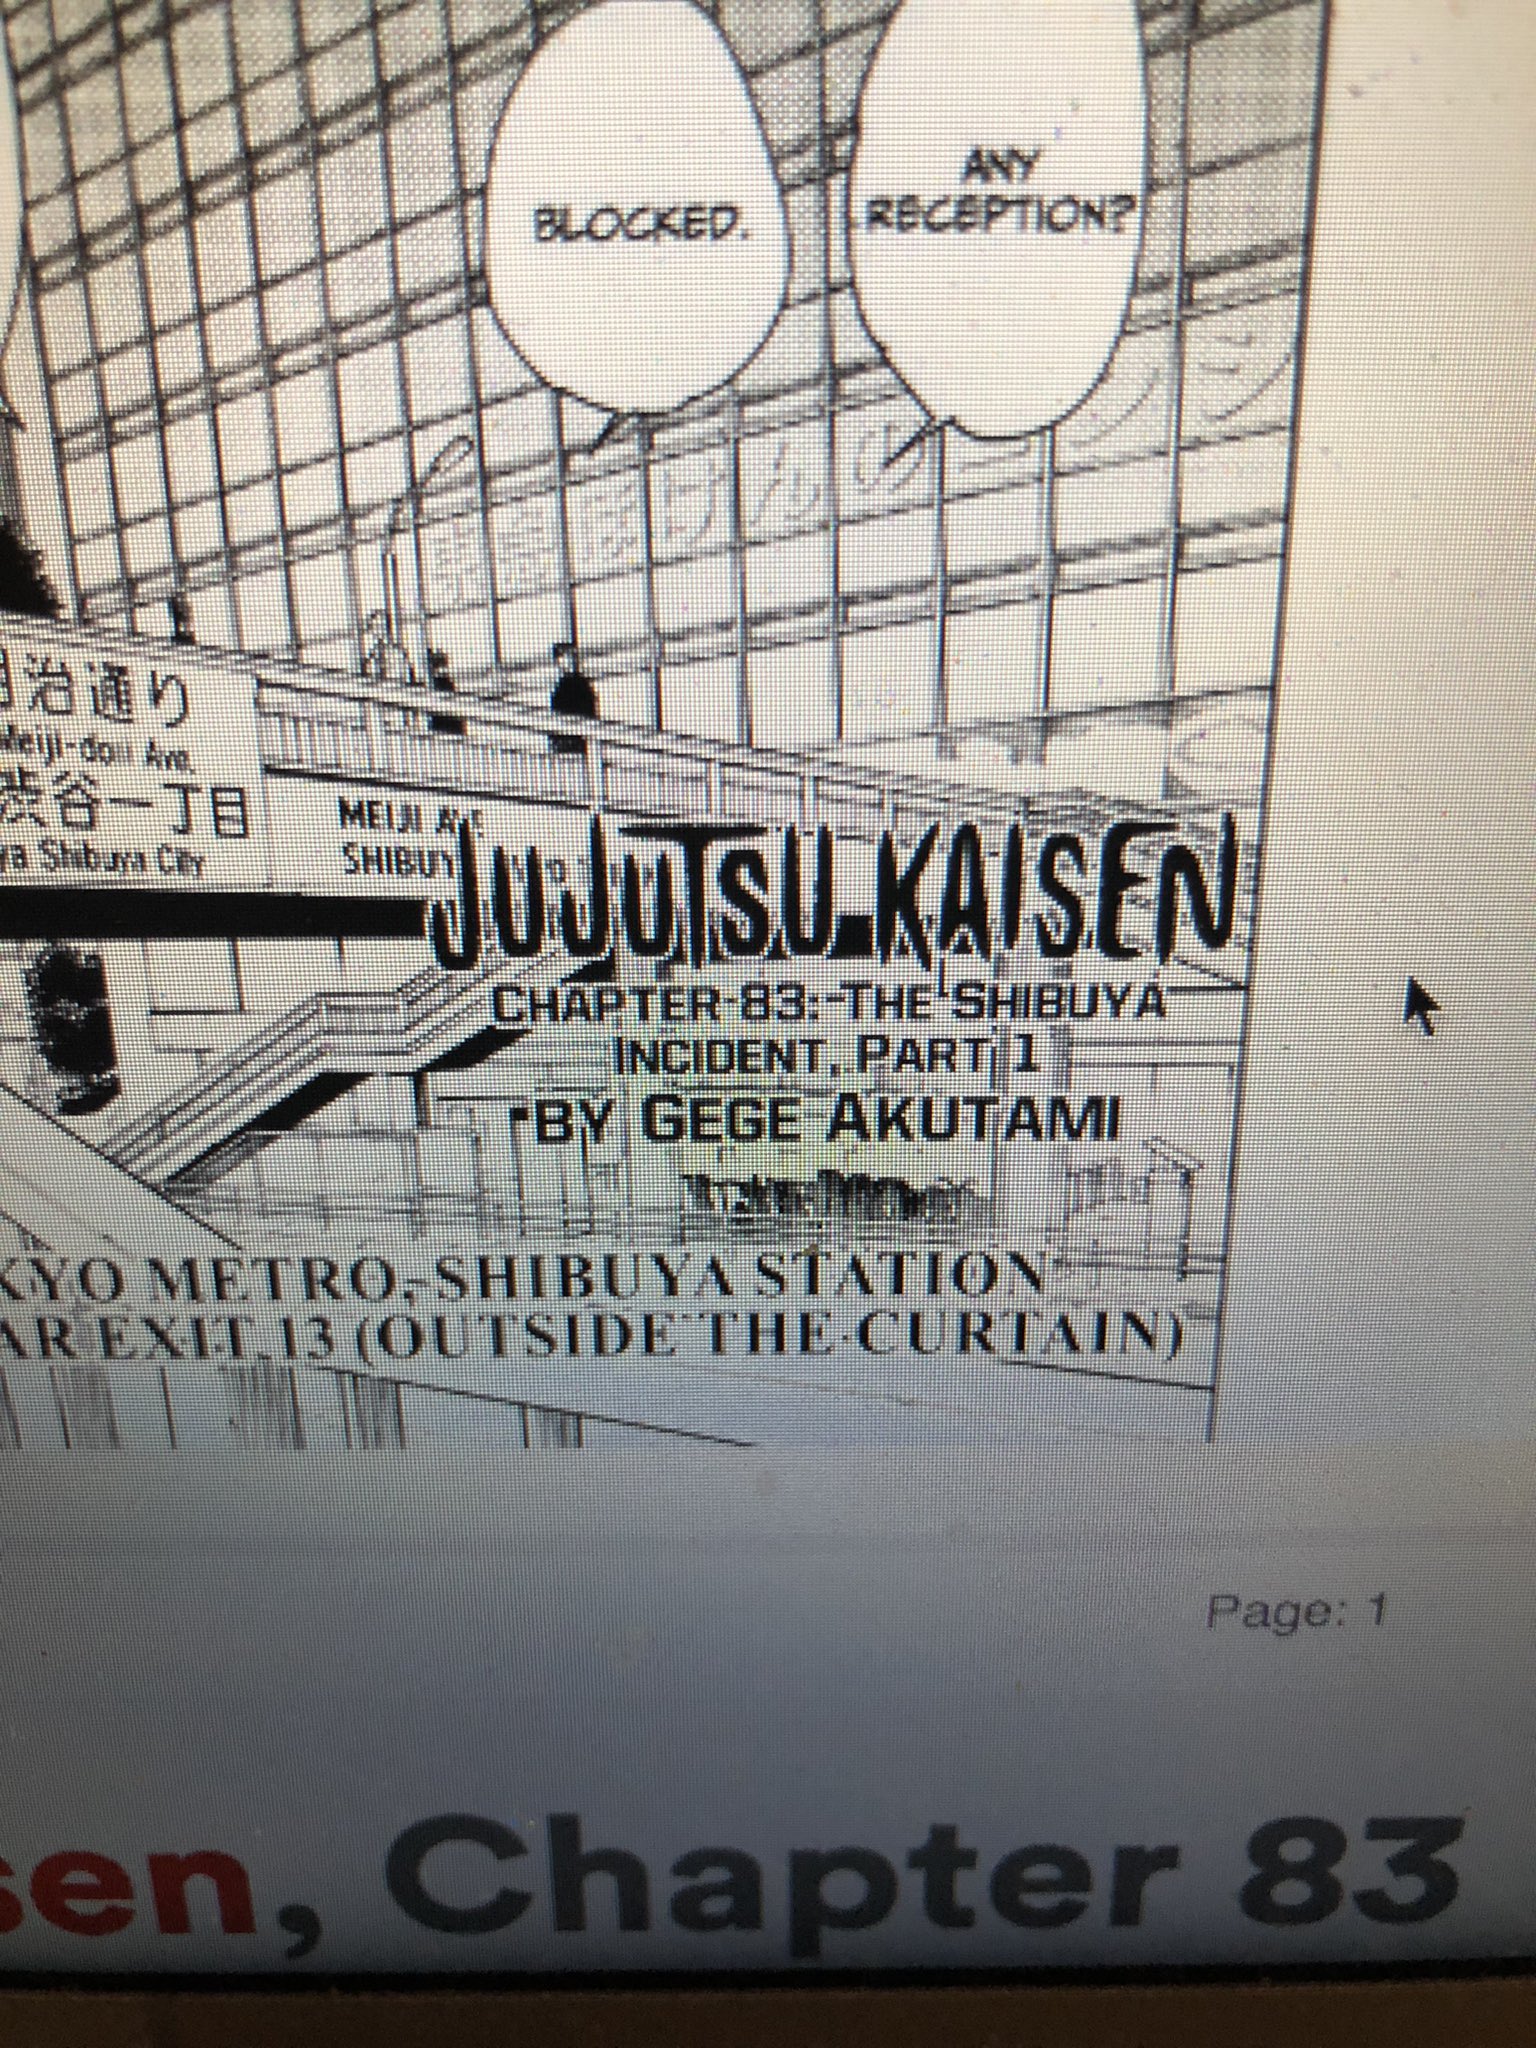 ANY
RECEPTION?
BLOCKED.
治通り
Meiji-dori Ave.
渋谷一丁目
Shibuya City
MEIJI AVE
JUJUTSU KAISEN
CHAPTER 83: THE SHIBUYA
INCIDENT, PART 1
BY GEGE AKUTAMI
KYO METRO, SHIBUYA STATION
AR EXIT 13 (OUTSIDE THE CURTAIN)
Page: 1
sen, Chapter 83